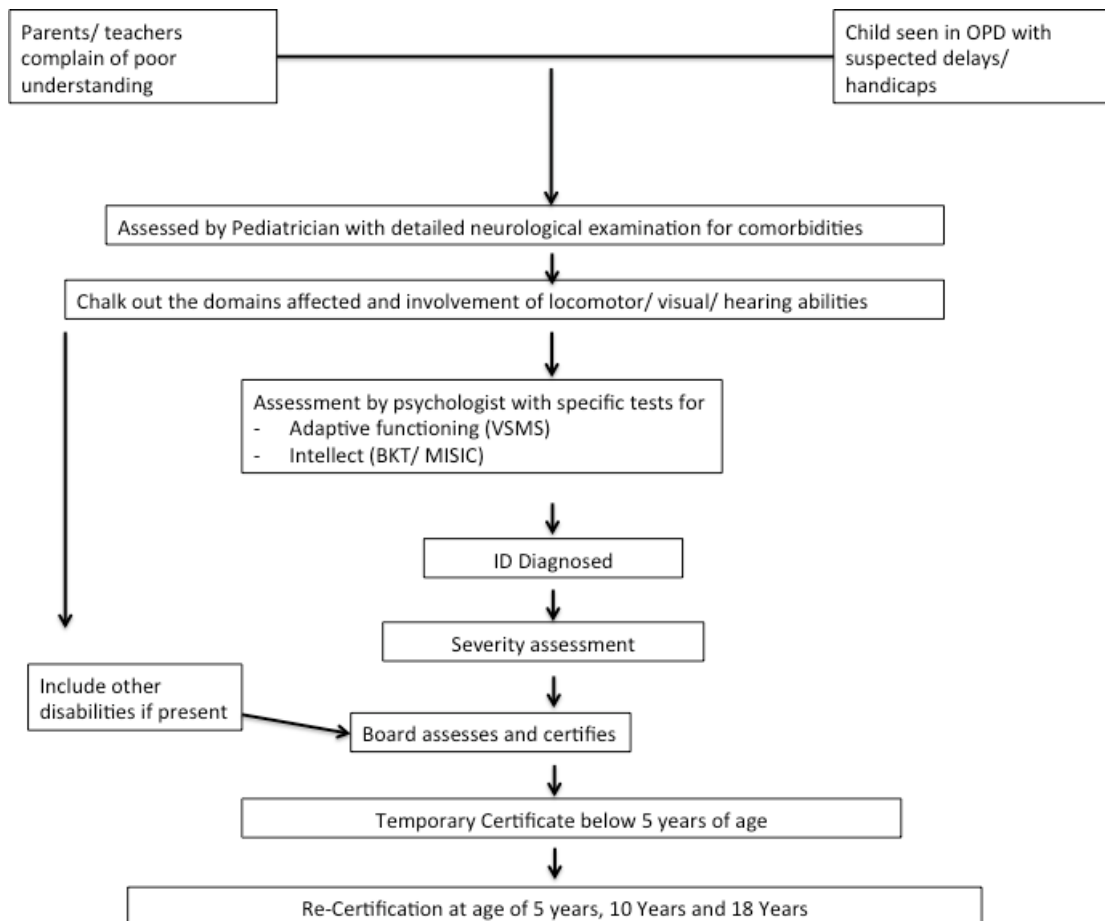 Parents/ teachers
complain of poor
understanding
Child seen in OPD with
suspected delays/
handicaps
Assessed by Pediatrician with detailed neurological examination for comorbidities
Chalk out the domains affected and involvement of locomotor/ visual/ hearing abilities
Assessment by psychologist with specific tests for
- Adaptive functioning (VSMS)
- Intellect (BKT/ MISIC)
ID Diagnosed
Severity assessment
Include other
disabilities if present
Board assesses and certifies
Temporary Certificate below 5 years of age
Re-Certification at age of 5 years, 10 Years and 18 Years